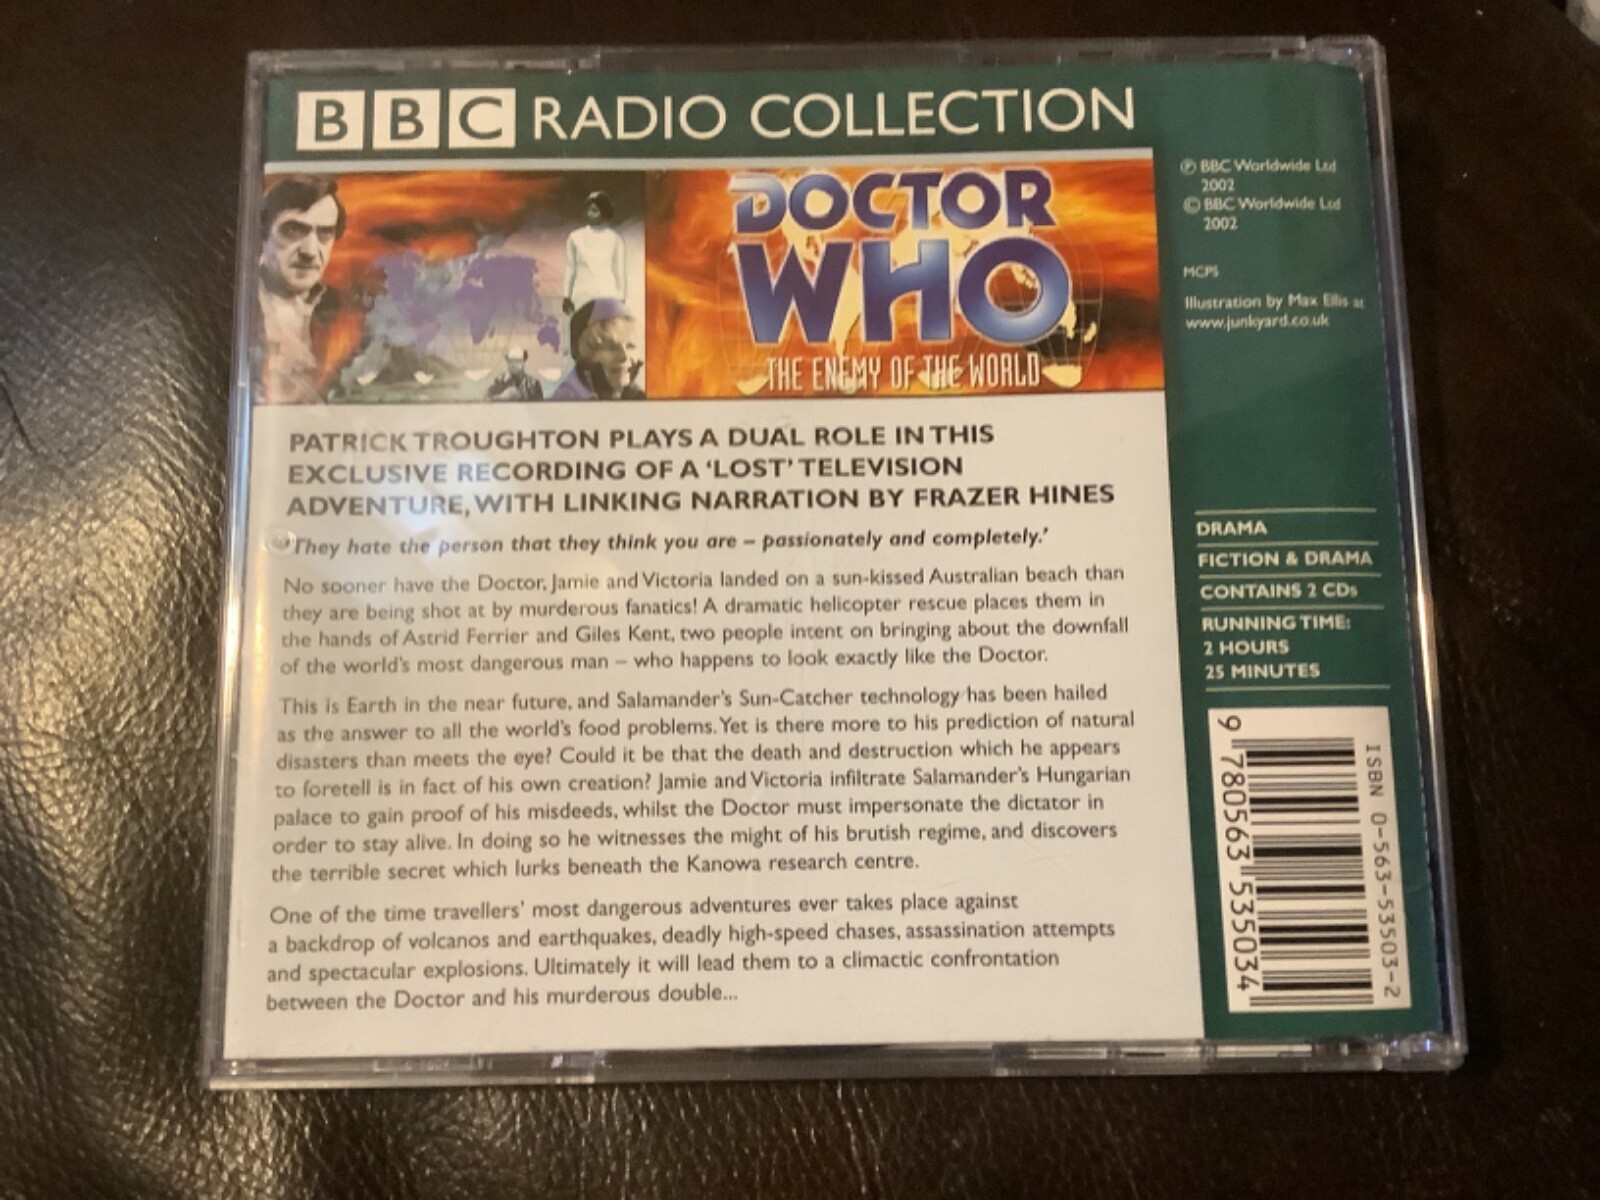 BBC RADIO COLLECTION
DOCTOR
WHO
THE ENEMY OF THE WORLD
PATRICK TROUGHTON PLAYS A DUAL ROLE IN THIS
EXCLUSIVE RECORDING OF A 'LOST' TELEVISION
ADVENTURE, WITH LINKING NARRATION BY FRAZER HINES
'They hate the person that they think you are – passionately and completely.'
No sooner have the Doctor, Jamie and Victoria landed on a sun-kissed Australian beach than
they are being shot at by murderous fanatics! A dramatic helicopter rescue places them in
the hands of Astrid Ferrier and Giles Kent, two people intent on bringing about the downfall
of the world's most dangerous man – who happens to look exactly like the Doctor.
This is Earth in the near future, and Salamander's Sun-Catcher technology has been hailed
as the answer to all the world's food problems. Yet is there more to his prediction of natural
disasters than meets the eye? Could it be that the death and destruction which he appears
to foretell is in fact of his own creation? Jamie and Victoria infiltrate Salamander's Hungarian
palace to gain proof of his misdeeds, whilst the Doctor must impersonate the dictator in
order to stay alive. In doing so he witnesses the might of his brutish regime, and discovers
the terrible secret which lurks beneath the Kanowa research centre.
One of the time travellers' most dangerous adventures ever takes place against
a backdrop of volcanos and earthquakes, deadly high-speed chases, assassination attempts
and spectacular explosions. Ultimately it will lead them to a climactic confrontation
between the Doctor and his murderous double...
℗ BBC Worldwide Ltd
2002
© BBC Worldwide Ltd
2002
MCPS
Illustration by Max Ellis at
www.junkyard.co.uk
DRAMA
FICTION & DRAMA
CONTAINS 2 CDs
RUNNING TIME:
2 HOURS
25 MINUTES
ISBN 0-563-53503-2
9 780563 535034